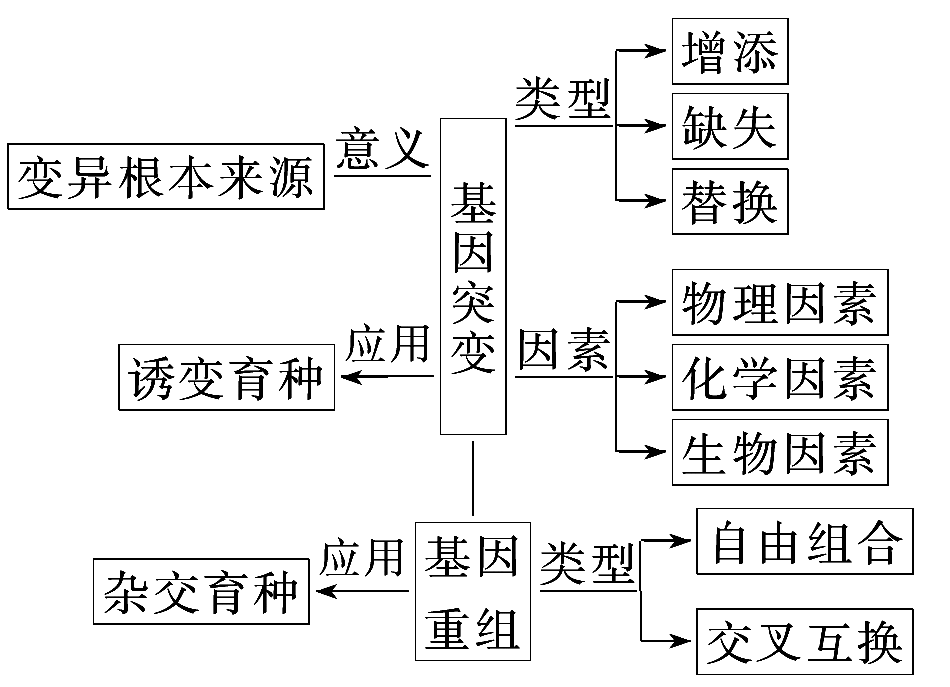 类型
增添
缺失
替换
意义
变异根本来源
基因突变
因素
物理因素
化学因素
生物因素
应用
诱变育种
基因
重组
应用
杂交育种
类型
自由组合
交叉互换